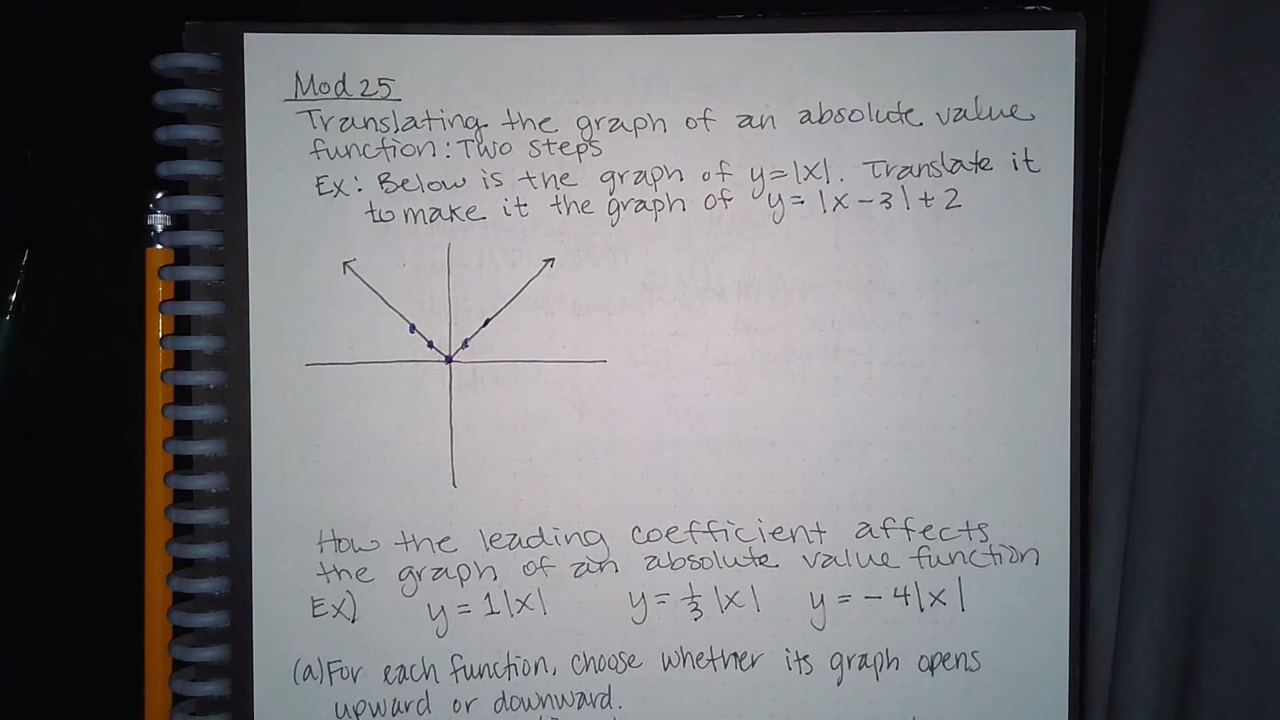 Mod 25
Translating the graph of an absolute value
function: Two steps
Ex: Below is the graph of y=|x|. Translate it
to make it the graph of y= |x-3|+2
How the leading coefficient affects
the graph of an absolute value function
Ex) y=1|x| y=⅓|x| y=-4|x|
(a) For each function, choose whether its graph opens
upward or downward.